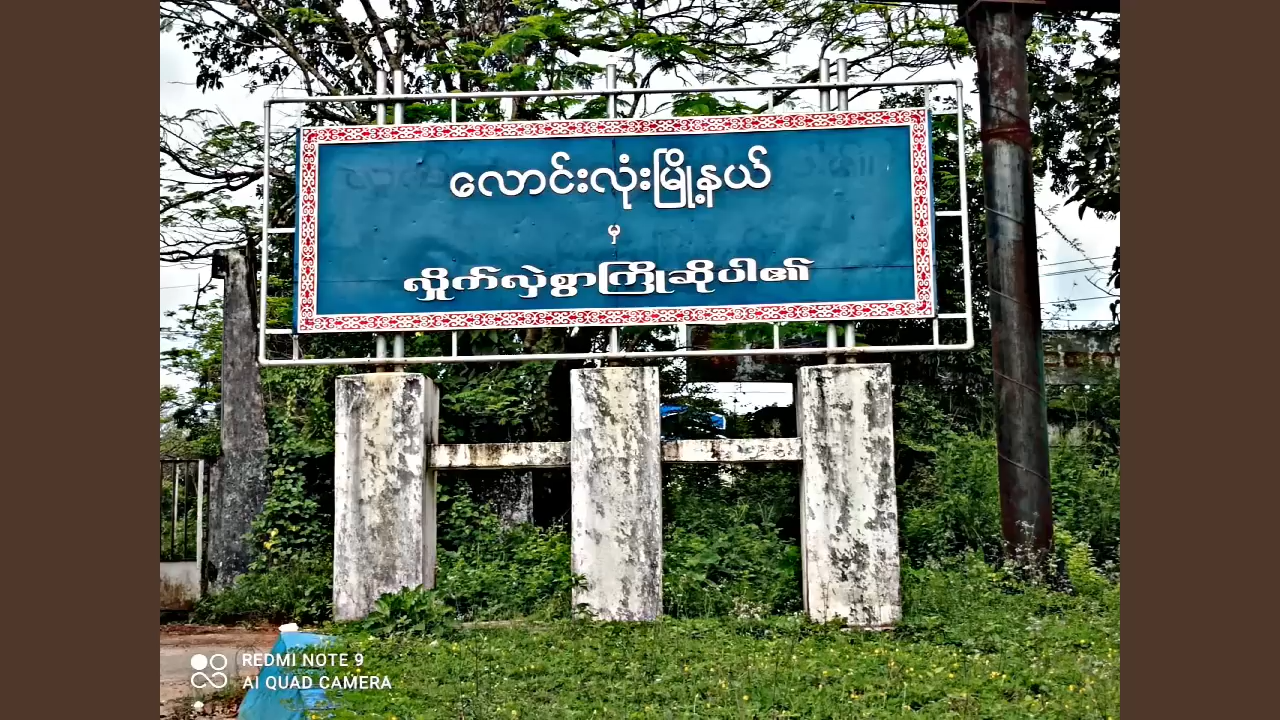 လောင်းလုံးမြို့နယ်
မှ
လှိုက်လှဲစွာကြိုဆိုပါ၏
REDMI NOTE 9
AI QUAD CAMERA